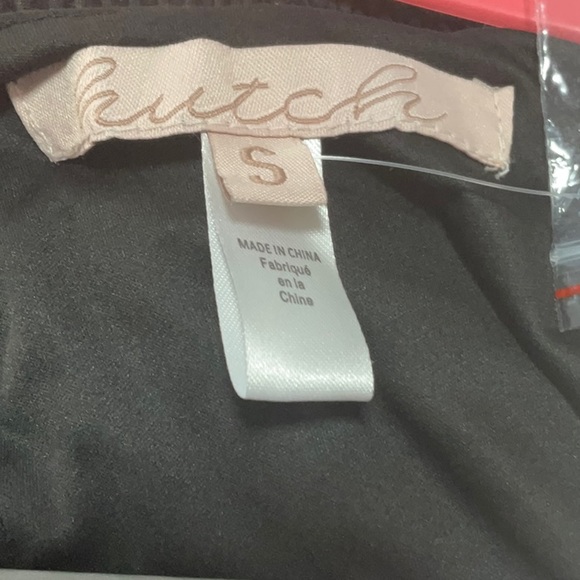 hutch
S
MADE IN CHINA
Fabriqué
en la
Chine